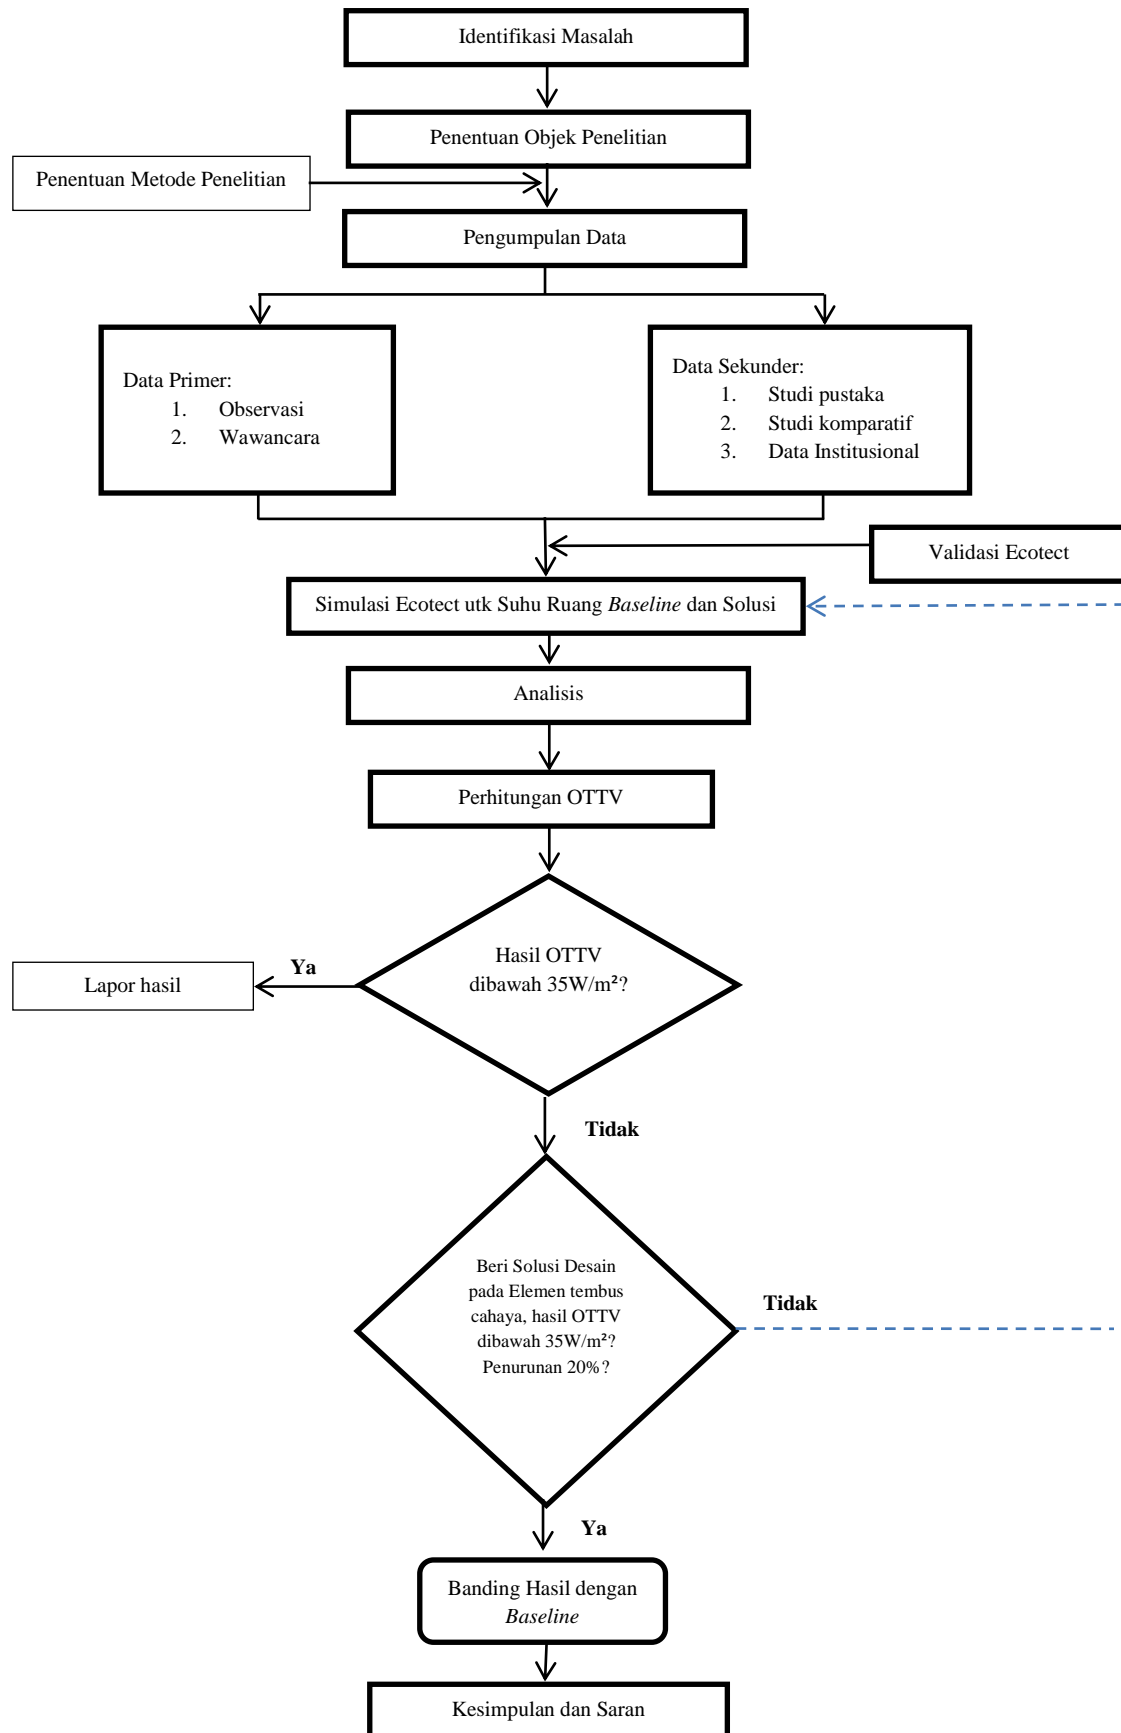 Identifikasi Masalah
Penentuan Objek Penelitian
Penentuan Metode Penelitian
Pengumpulan Data
Data Primer:
1. Observasi
2. Wawancara
Data Sekunder:
1. Studi pustaka
2. Studi komparatif
3. Data Institusional
Validasi Ecotect
Simulasi Ecotect utk Suhu Ruang Baseline dan Solusi
Analisis
Perhitungan OTTV
Hasil OTTV
dibawah 35W/m²?
Ya
Lapor hasil
Tidak
Beri Solusi Desain
pada Elemen tembus
cahaya, hasil OTTV
dibawah 35W/m²?
Penurunan 20%?
Tidak
Ya
Banding Hasil dengan
Baseline
Kesimpulan dan Saran